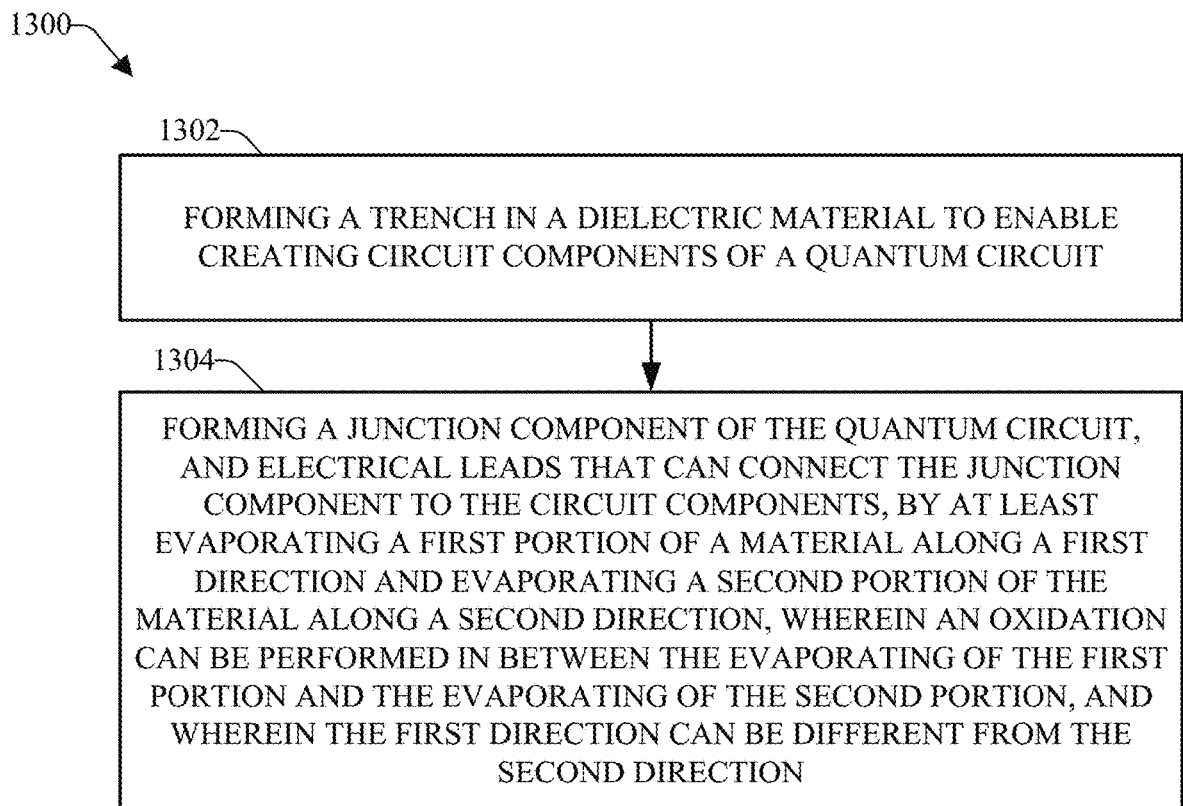 1300
1302
FORMING A TRENCH IN A DIELECTRIC MATERIAL TO ENABLE
CREATING CIRCUIT COMPONENTS OF A QUANTUM CIRCUIT
1304
FORMING A JUNCTION COMPONENT OF THE QUANTUM CIRCUIT,
AND ELECTRICAL LEADS THAT CAN CONNECT THE JUNCTION
COMPONENT TO THE CIRCUIT COMPONENTS, BY AT LEAST
EVAPORATING A FIRST PORTION OF A MATERIAL ALONG A FIRST
DIRECTION AND EVAPORATING A SECOND PORTION OF THE
MATERIAL ALONG A SECOND DIRECTION, WHEREIN AN OXIDATION
CAN BE PERFORMED IN BETWEEN THE EVAPORATING OF THE FIRST
PORTION AND THE EVAPORATING OF THE SECOND PORTION, AND
WHEREIN THE FIRST DIRECTION CAN BE DIFFERENT FROM THE
SECOND DIRECTION